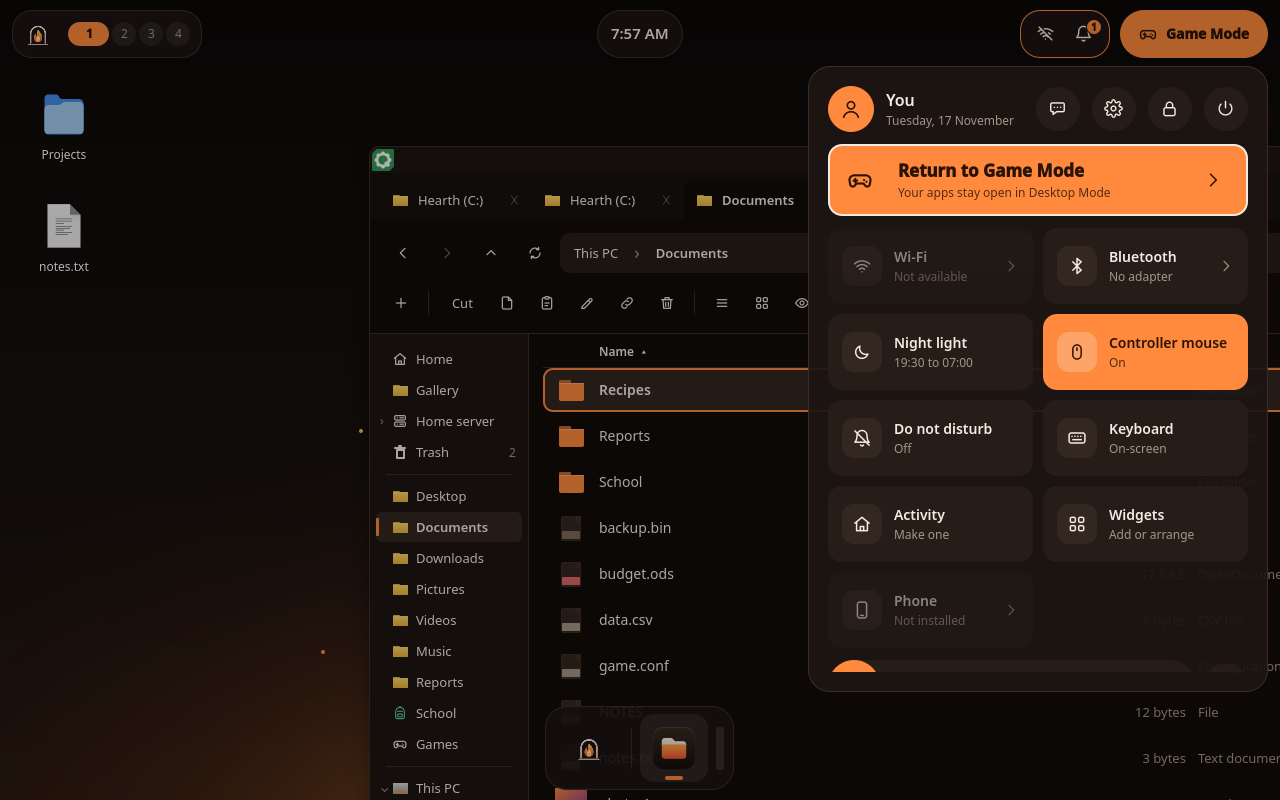 1 2 3 4
7:57 AM
1
Game Mode
Projects
notes.txt
You
Tuesday, 17 November
Return to Game Mode
Your apps stay open in Desktop Mode
Wi-Fi
Not available
Bluetooth
No adapter
Night light
19:30 to 07:00
Controller mouse
On
Do not disturb
Off
Keyboard
On-screen
Activity
Make one
Widgets
Add or arrange
Phone
Not installed
Hearth (C:)
Hearth (C:)
Documents
This PC
Documents
Cut
Home
Gallery
Home server
Trash 2
Desktop
Documents
Downloads
Pictures
Videos
Music
Reports
School
Games
This PC
Name
Recipes
Reports
School
File folder
backup.bin
budget.ods
data.csv
CSV file
game.conf
NOTES
12 bytes File
3 bytes